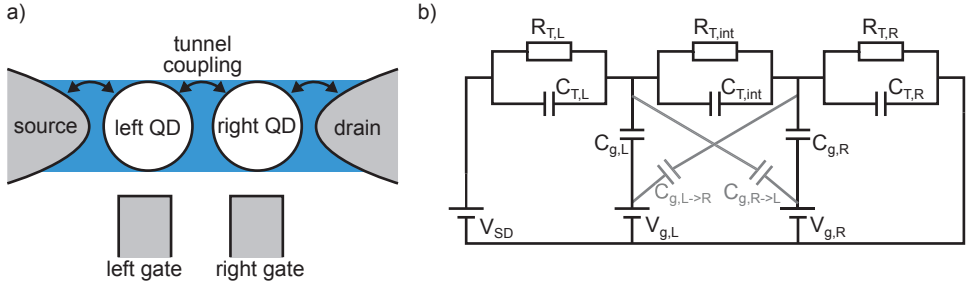 a)
tunnel
coupling
source
left QD
right QD
drain
left gate
right gate
b)
R_T,L
R_T,int
R_T,R
C_T,L
C_T,int
C_T,R
C_g,L
C_g,R
C_g,L->R
C_g,R->L
V_SD
V_g,L
V_g,R